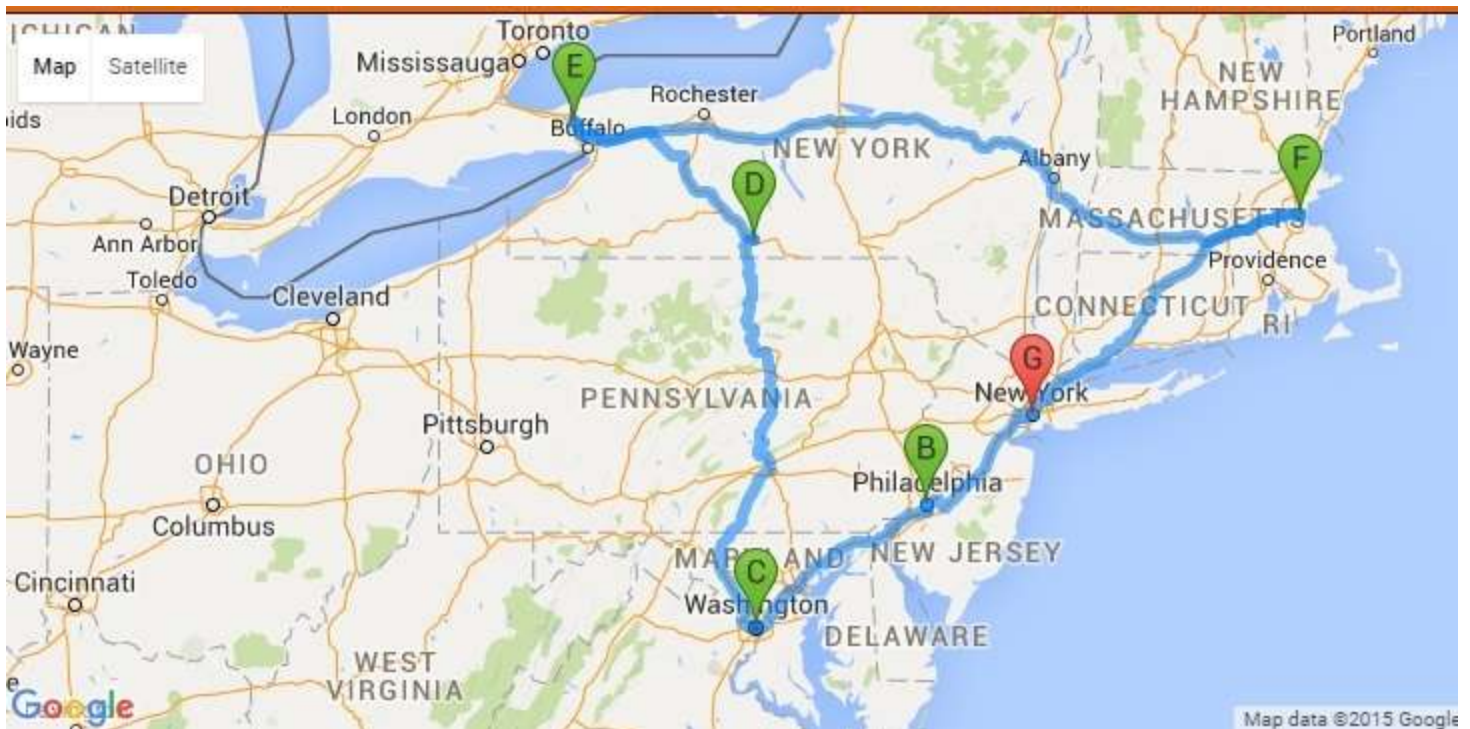 MICHIGAN
Toronto
Portland
Map Satellite
Mississauga
E
NEW
HAMPSHIRE
ids
London
Rochester
Buffalo
NEW YORK
Albany
F
D
Detroit
MASSACHUSETTS
Ann Arbor
Toledo
Providence
Cleveland
CONNECTICUT
RI
Wayne
G
New York
PENNSYLVANIA
Pittsburgh
B
OHIO
Philadelphia
Columbus
MARYLAND
NEW JERSEY
C
Cincinnati
Washington
DELAWARE
WEST
VIRGINIA
e
Google
Map data ©2015 Google